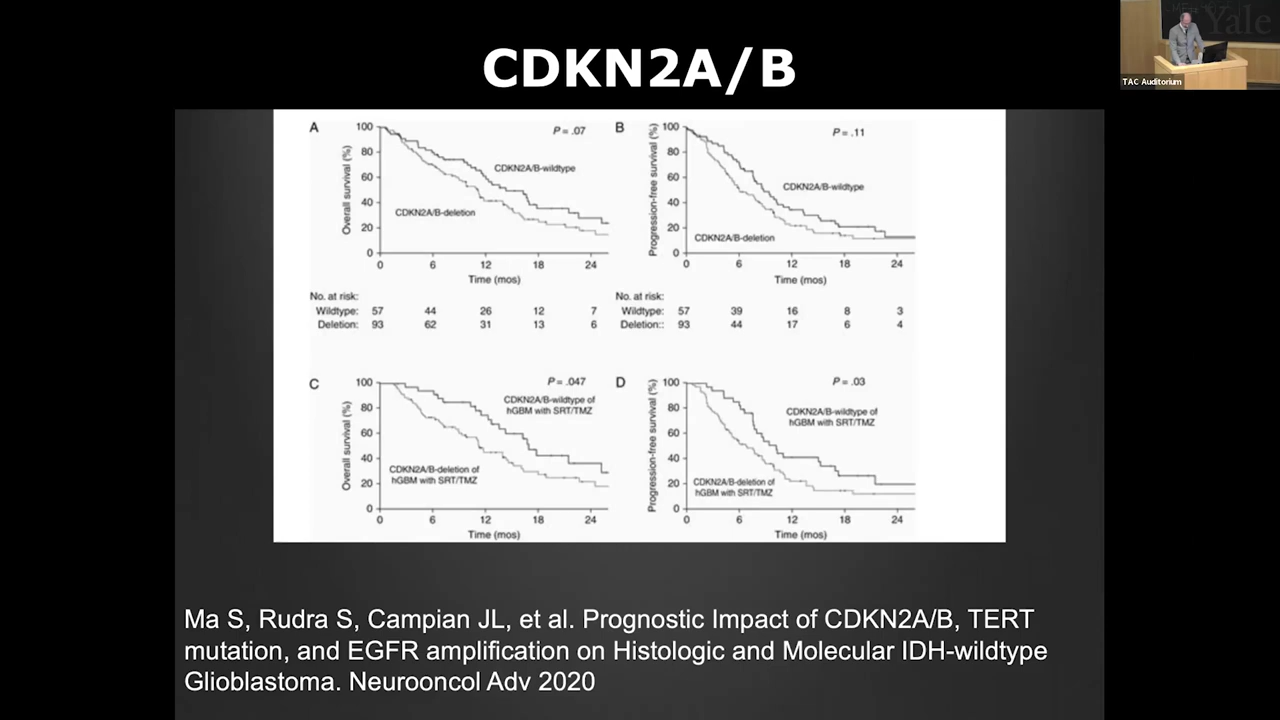 CDKN2A/B
Yale
TAC Auditorium
A
100
80
60
40
20
0
Overall survival (%)
P = .07
CDKN2A/B-wildtype
CDKN2A/B-deletion
0 6 12 18 24
Time (mos)
No. at risk:
Wildtype: 57 44 26 12 7
Deletion: 93 62 31 13 6
B
100
80
60
40
20
0
Progression-free survival (%)
P = .11
CDKN2A/B-wildtype
CDKN2A/B-deletion
0 6 12 18 24
Time (mos)
No. at risk:
Wildtype: 57 39 16 8 3
Deletion:: 93 44 17 6 4
C
100
80
60
40
20
0
Overall survival (%)
P = .047
CDKN2A/B-wildtype of
hGBM with SRT/TMZ
CDKN2A/B-deletion of
hGBM with SRT/TMZ
0 6 12 18 24
Time (mos)
D
100
80
60
40
20
0
Progression-free survival (%)
P = .03
CDKN2A/B-wildtype of
hGBM with SRT/TMZ
CDKN2A/B-deletion of
hGBM with SRT/TMZ
0 6 12 18 24
Time (mos)
Ma S, Rudra S, Campian JL, et al. Prognostic Impact of CDKN2A/B, TERT
mutation, and EGFR amplification on Histologic and Molecular IDH-wildtype
Glioblastoma. Neurooncol Adv 2020